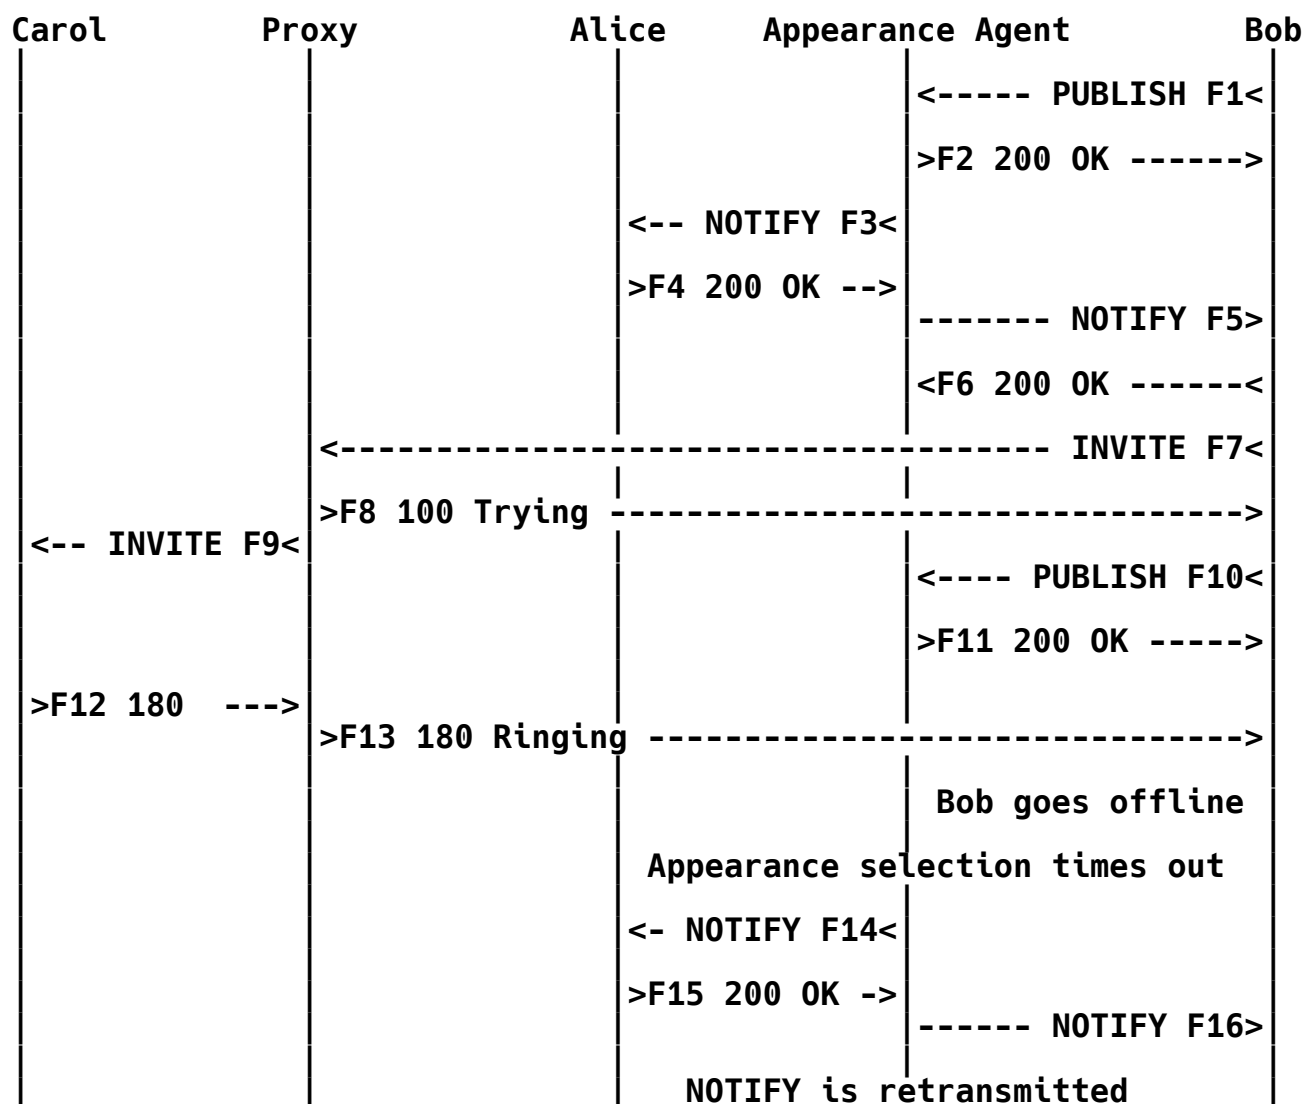 Carol        Proxy           Alice     Appearance Agent         Bob
<----- PUBLISH F1<
>F2 200 OK ------>
<-- NOTIFY F3<
>F4 200 OK -->
------- NOTIFY F5>
<F6 200 OK ------<
<------------------------------------- INVITE F7<
>F8 100 Trying ---------------------------------->
<-- INVITE F9<
<---- PUBLISH F10<
>F11 200 OK ----->
>F12 180  --->
>F13 180 Ringing -------------------------------->
Bob goes offline
Appearance selection times out
<- NOTIFY F14<
>F15 200 OK ->
------ NOTIFY F16>
NOTIFY is retransmitted